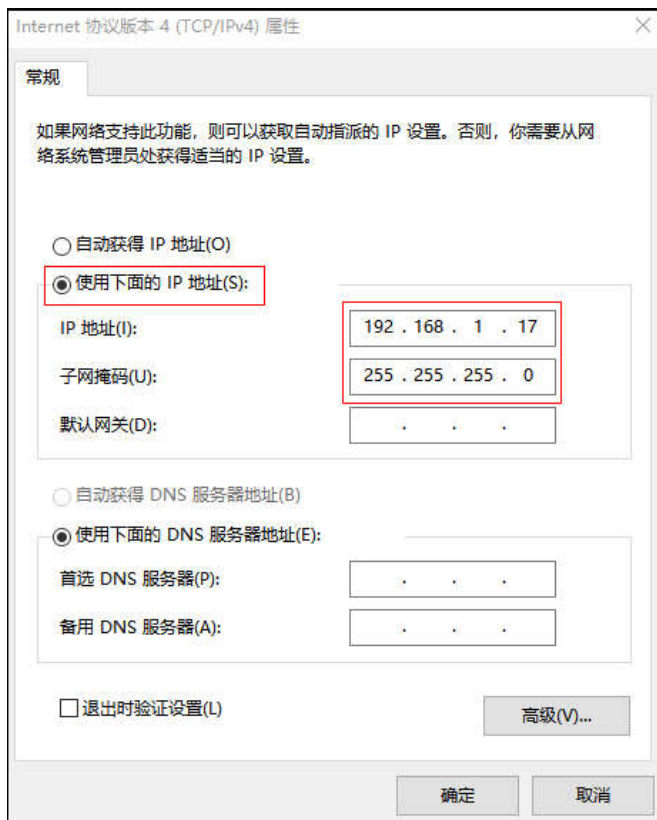 Internet 协议版本 4 (TCP/IPv4) 属性
常规
如果网络支持此功能，则可以获取自动指派的 IP 设置。否则，你需要从网
络系统管理员处获得适当的 IP 设置。
自动获得 IP 地址(O)
使用下面的 IP 地址(S):
IP 地址(I): 192 . 168 . 1 . 17
子网掩码(U): 255 . 255 . 255 . 0
默认网关(D): . . .
自动获得 DNS 服务器地址(B)
使用下面的 DNS 服务器地址(E):
首选 DNS 服务器(P): . . .
备用 DNS 服务器(A): . . .
退出时验证设置(L)
高级(V)...
确定 取消